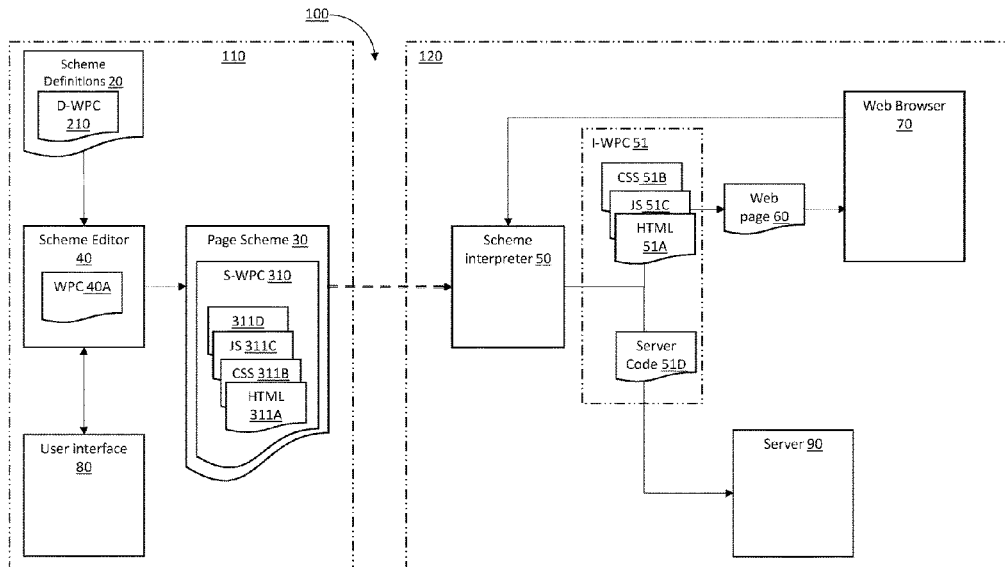 100
110
Scheme
Definitions 20
D-WPC
210
Scheme Editor
40
WPC 40A
User interface
80
Page Scheme 30
S-WPC 310
311D
JS 311C
CSS 311B
HTML
311A
120
Scheme
interpreter 50
I-WPC 51
CSS 51B
JS 51C
HTML
51A
Server
Code 51D
Web
page 60
Web Browser
70
Server 90